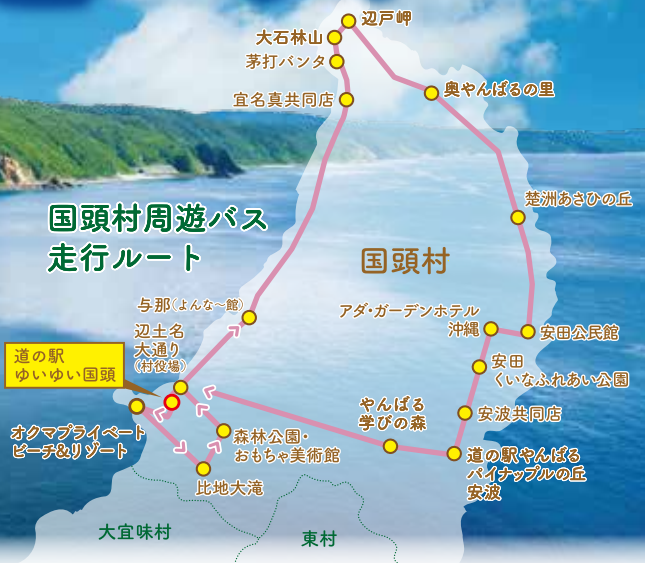 辺戸岬
大石林山
茅打バンタ
宜名真共同店
奥やんばるの里
国頭村周遊バス
走行ルート
楚洲あさひの丘
国頭村
与那(よんな～館)
辺土名
大通り
(村役場)
道の駅
ゆいゆい国頭
アダ・ガーデンホテル
沖縄
安田公民館
安田
くいなふれあい公園
やんばる
学びの森
安波共同店
オクマプライベート
ビーチ&リゾート
森林公園・
おもちゃ美術館
道の駅やんばる
パイナップルの丘
安波
比地大滝
大宜味村
東村